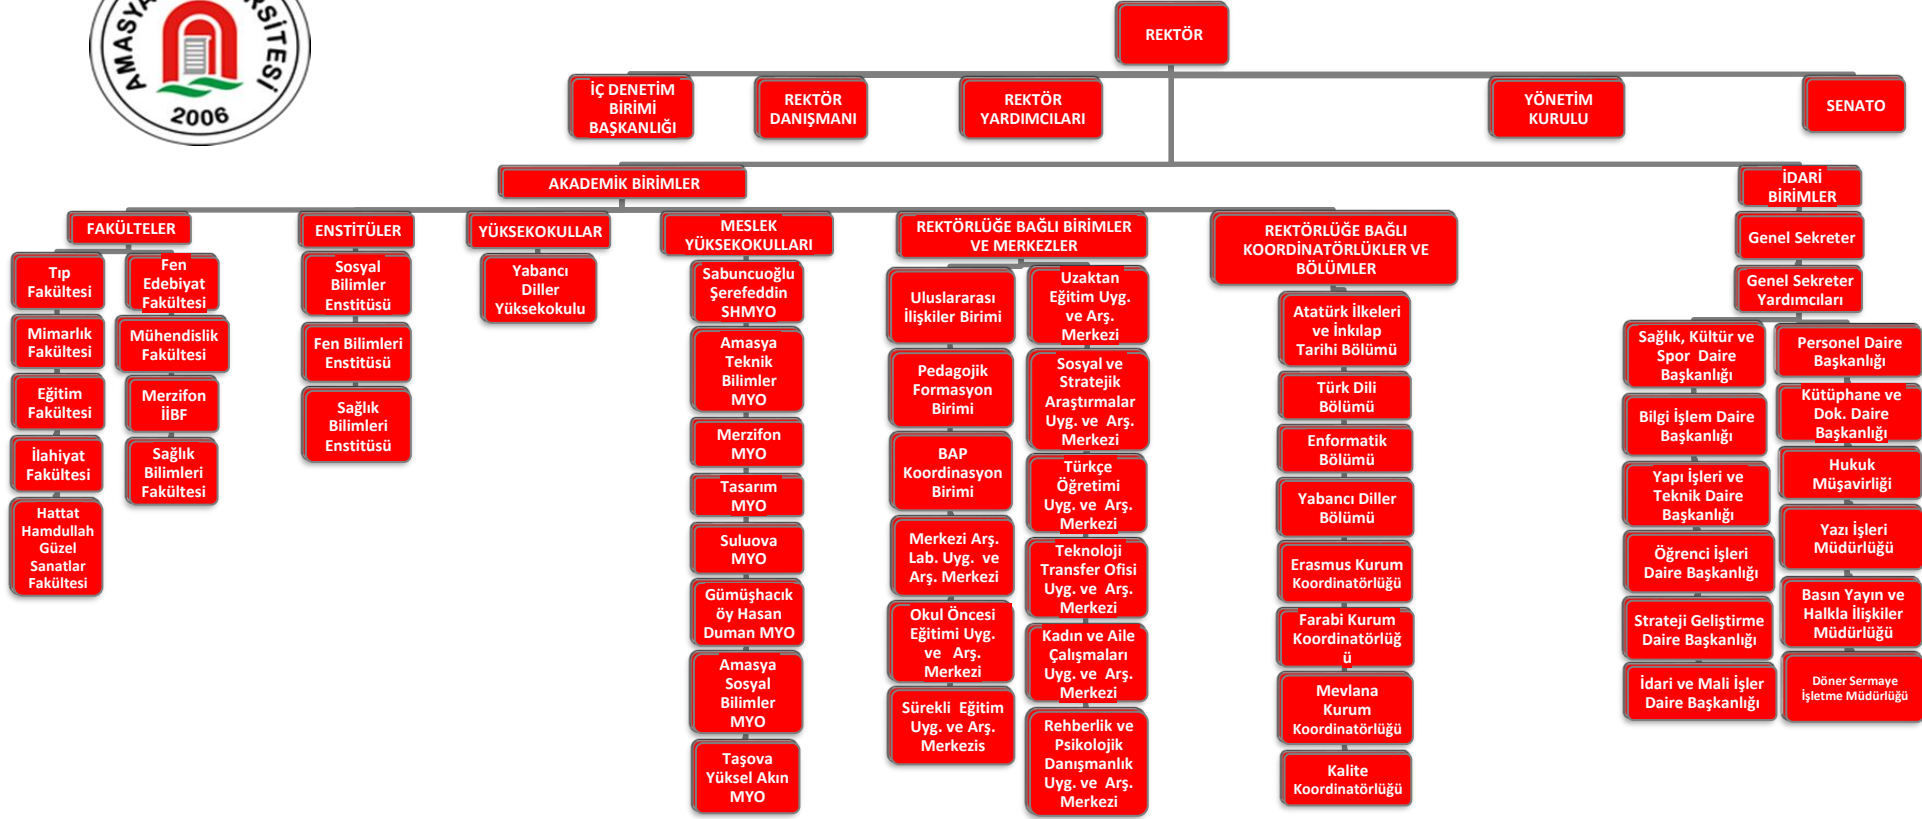 AMASYA
ÜNİVERSİTESİ
2006
REKTÖR
İÇ DENETİM
BİRİMİ
BAŞKANLIĞI
REKTÖR
DANIŞMANI
REKTÖR
YARDIMCILARI
YÖNETİM
KURULU
SENATO
AKADEMİK BİRİMLER
İDARİ
BİRİMLER
FAKÜLTELER
Tıp
Fakültesi
Mimarlık
Fakültesi
Eğitim
Fakültesi
İlahiyat
Fakültesi
Hattat
Hamdullah
Güzel
Sanatlar
Fakültesi
Fen
Edebiyat
Fakültesi
Mühendislik
Fakültesi
Merzifon
İİBF
Sağlık
Bilimleri
Fakültesi
ENSTİTÜLER
Sosyal
Bilimler
Enstitüsü
Fen Bilimleri
Enstitüsü
Sağlık
Bilimleri
Enstitüsü
YÜKSEKOKULLAR
Yabancı
Diller
Yüksekokulu
MESLEK
YÜKSEKOKULLARI
Sabuncuoğlu
Şerefeddin
SHMYO
Amasya
Teknik
Bilimler
MYO
Merzifon
MYO
Tasarım
MYO
Suluova
MYO
Gümüşhacık
öy Hasan
Duman MYO
Amasya
Sosyal
Bilimler
MYO
Taşova
Yüksel Akın
MYO
REKTÖRLÜĞE BAĞLI BİRİMLER
VE MERKEZLER
Uluslararası
İlişkiler Birimi
Pedagojik
Formasyon
Birimi
BAP
Koordinasyon
Birimi
Merkezi Arş.
Lab. Uyg. ve
Arş. Merkezi
Okul Öncesi
Eğitimi Uyg.
ve Arş.
Merkezi
Sürekli Eğitim
Uyg. ve Arş.
Merkezis
Uzaktan
Eğitim Uyg.
ve Arş.
Merkezi
Sosyal ve
Stratejik
Araştırmalar
Uyg. ve Arş.
Merkezi
Türkçe
Öğretimi
Uyg. ve Arş.
Merkezi
Teknoloji
Transfer Ofisi
Uyg. ve Arş.
Merkezi
Kadın ve Aile
Çalışmaları
Uyg. ve Arş.
Merkezi
Rehberlik ve
Psikolojik
Danışmanlık
Uyg. ve Arş.
Merkezi
REKTÖRLÜĞE BAĞLI
KOORDİNATÖRLÜKLER VE
BÖLÜMLER
Atatürk İlkeleri
ve İnkılap
Tarihi Bölümü
Türk Dili
Bölümü
Enformatik
Bölümü
Yabancı Diller
Bölümü
Erasmus Kurum
Koordinatörlüğü
Farabi Kurum
Koordinatörlüğ
ü
Mevlana
Kurum
Koordinatörlüğü
Kalite
Koordinatörlüğü
Genel Sekreter
Genel Sekreter
Yardımcıları
Sağlık, Kültür ve
Spor Daire
Başkanlığı
Bilgi İşlem Daire
Başkanlığı
Yapı İşleri ve
Teknik Daire
Başkanlığı
Öğrenci İşleri
Daire Başkanlığı
Strateji Geliştirme
Daire Başkanlığı
İdari ve Mali İşler
Daire Başkanlığı
Personel Daire
Başkanlığı
Kütüphane ve
Dok. Daire
Başkanlığı
Hukuk
Müşavirliği
Yazı İşleri
Müdürlüğü
Basın Yayın ve
Halkla İlişkiler
Müdürlüğü
Döner Sermaye
İşletme Müdürlüğü